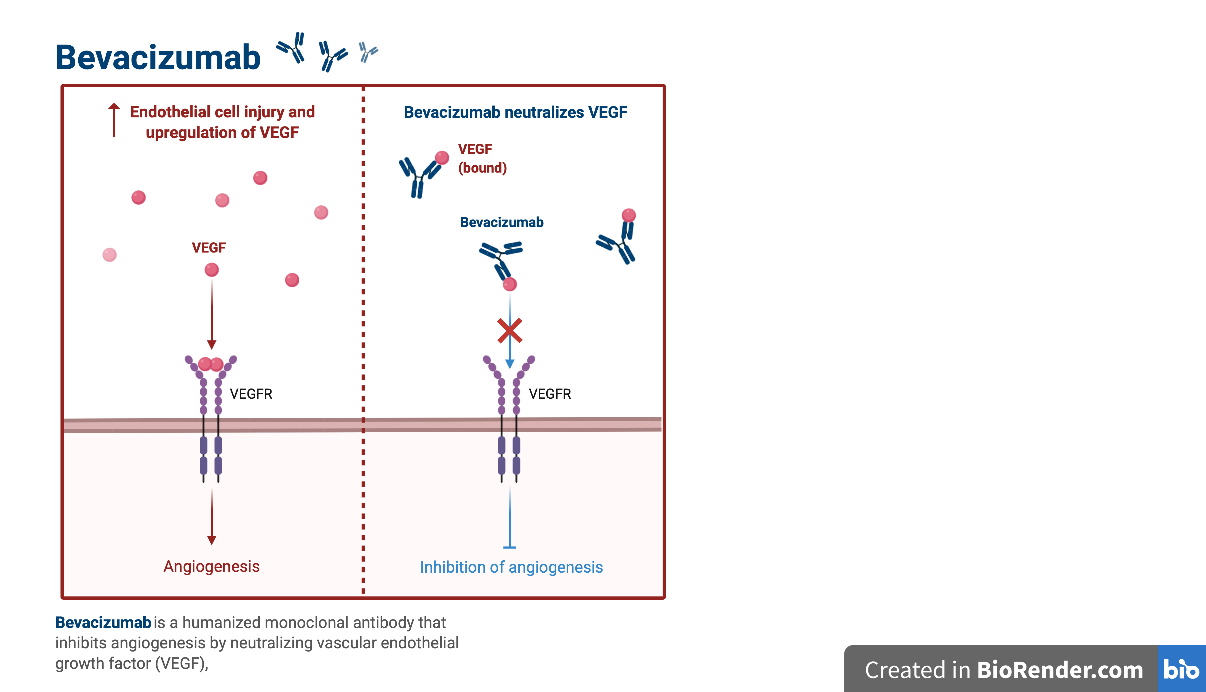 Bevacizumab
Endothelial cell injury and
upregulation of VEGF
VEGF
VEGFR
Angiogenesis
Bevacizumab neutralizes VEGF
VEGF
(bound)
Bevacizumab
VEGFR
Inhibition of angiogenesis
Bevacizumab is a humanized monoclonal antibody that
inhibits angiogenesis by neutralizing vascular endothelial
growth factor (VEGF),
Created in BioRender.com bio